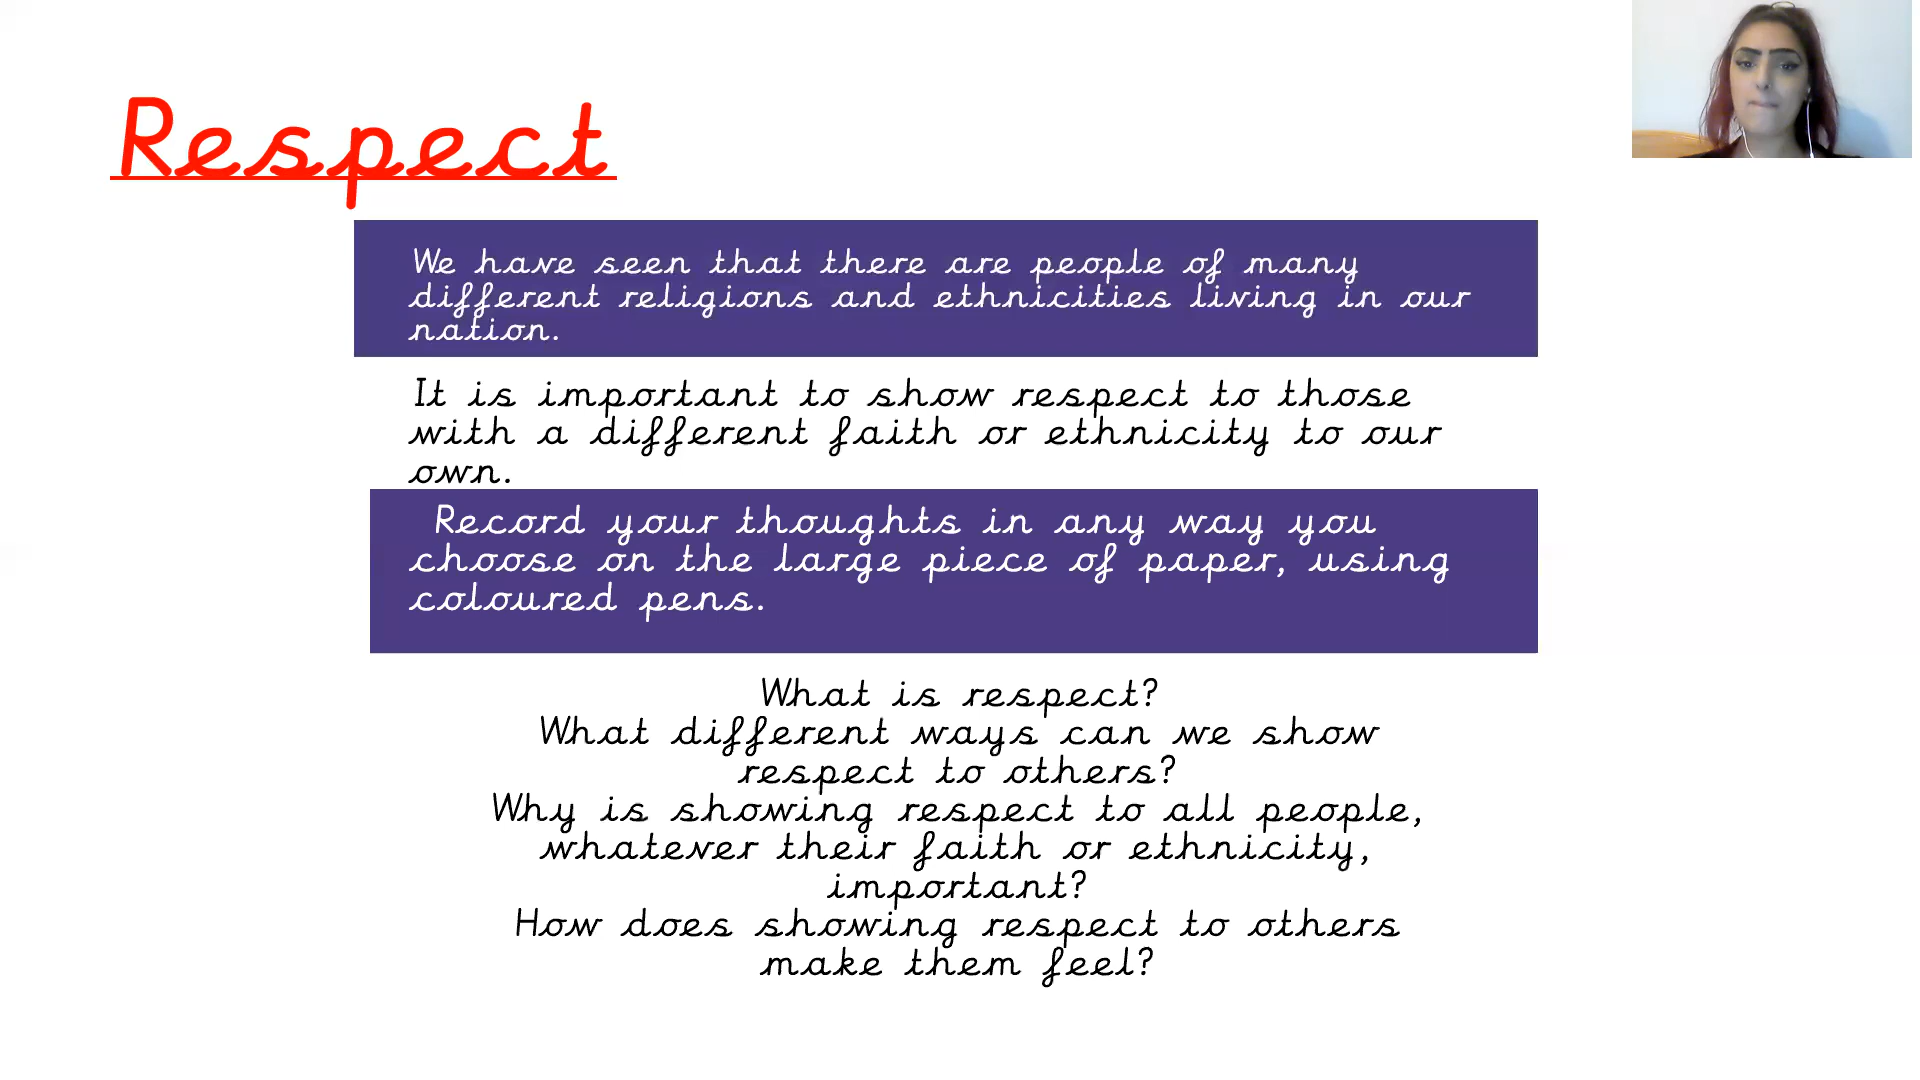 Respect
We have seen that there are people of many
different religions and ethnicities living in our
nation.
It is important to show respect to those
with a different faith or ethnicity to our
own.
Record your thoughts in any way you
choose on the large piece of paper, using
coloured pens.
What is respect?
What different ways can we show
respect to others?
Why is showing respect to all people,
whatever their faith or ethnicity,
important?
How does showing respect to others
make them feel?